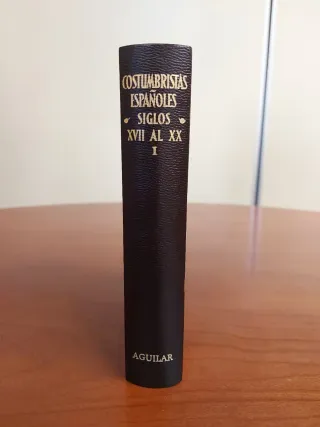 COSTUMBRISTAS
ESPAÑOLES
SIGLOS
XVII AL XX
I
AGUILAR